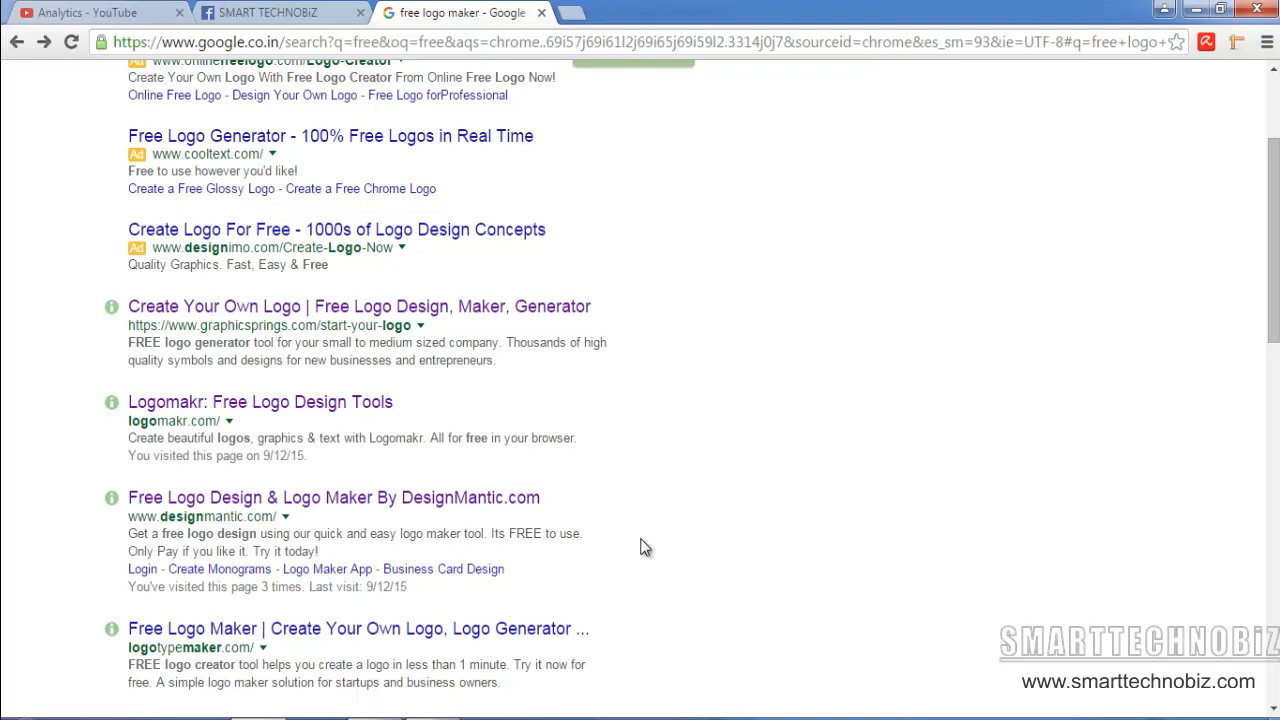 Analytics - YouTube
SMART TECHNOBiZ
free logo maker - Google
https://www.google.co.in/search?q=free&oq=free&aqs=chrome..69i57j69i61l2j69i65j69i59l2.3314j0j7&sourceid=chrome&es_sm=93&ie=UTF-8#q=free+logo+
Ad www.onlinefreelogo.com/Logo-Creator
Create Your Own Logo With Free Logo Creator From Online Free Logo Now!
Online Free Logo - Design Your Own Logo - Free Logo forProfessional
Free Logo Generator - 100% Free Logos in Real Time
Ad www.cooltext.com/
Free to use however you'd like!
Create a Free Glossy Logo - Create a Free Chrome Logo
Create Logo For Free - 1000s of Logo Design Concepts
Ad www.designimo.com/Create-Logo-Now
Quality Graphics. Fast, Easy & Free
Create Your Own Logo | Free Logo Design, Maker, Generator
https://www.graphicsprings.com/start-your-logo
FREE logo generator tool for your small to medium sized company. Thousands of high
quality symbols and designs for new businesses and entrepreneurs.
Logomakr: Free Logo Design Tools
logomakr.com/
Create beautiful logos, graphics & text with Logomakr. All for free in your browser.
You visited this page on 9/12/15.
Free Logo Design & Logo Maker By DesignMantic.com
www.designmantic.com/
Get a free logo design using our quick and easy logo maker tool. Its FREE to use.
Only Pay if you like it. Try it today!
Login - Create Monograms - Logo Maker App - Business Card Design
You've visited this page 3 times. Last visit: 9/12/15
Free Logo Maker | Create Your Own Logo, Logo Generator ...
logotypemaker.com/
FREE logo creator tool helps you create a logo in less than 1 minute. Try it now for
free. A simple logo maker solution for startups and business owners.
SMARTTECHNOBiZ
www.smarttechnobiz.com